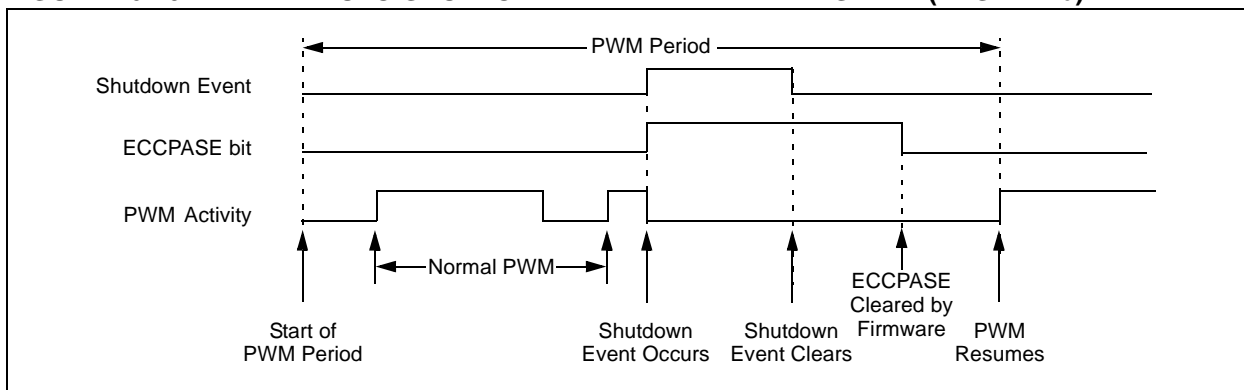 PWM Period
Shutdown Event
ECCPASE bit
PWM Activity
Normal PWM
Start of
PWM Period
Shutdown
Event Occurs
Shutdown
Event Clears
ECCPASE
Cleared by
Firmware
PWM
Resumes